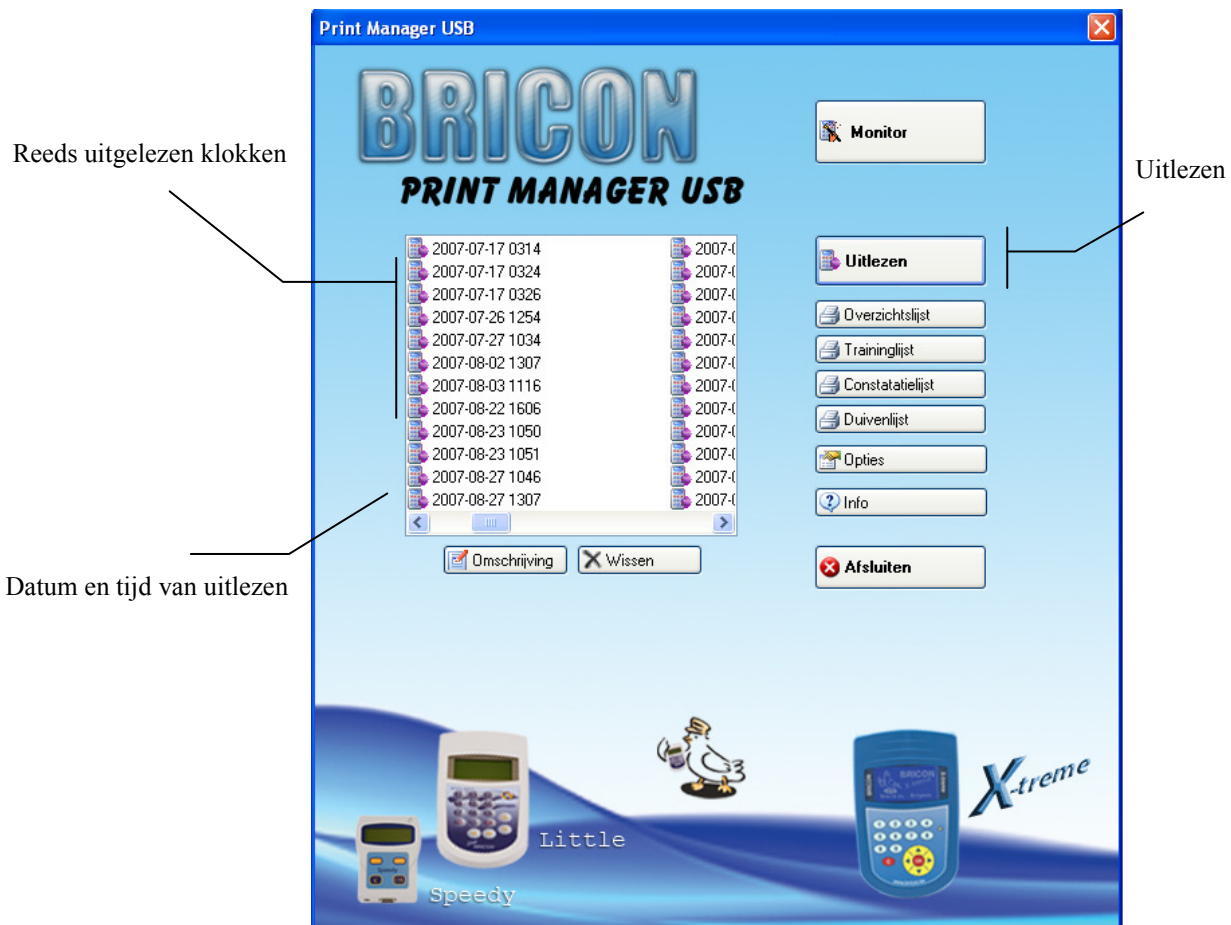 Print Manager USB
BRICON
PRINT MANAGER USB
Monitor
Reeds uitgelezen klokken
Uitlezen
2007-07-17 0314
2007-07-17 0324
2007-07-17 0326
2007-07-26 1254
2007-07-27 1034
2007-08-02 1307
2007-08-03 1116
2007-08-22 1606
2007-08-23 1050
2007-08-23 1051
2007-08-27 1046
2007-08-27 1307
Uitlezen
Overzichtslijst
Traininglijst
Constatatielijst
Duivenlijst
Opties
Info
Omschrijving
Wissen
Afsluiten
Datum en tijd van uitlezen
Little
Speedy
BRICON
X-treme